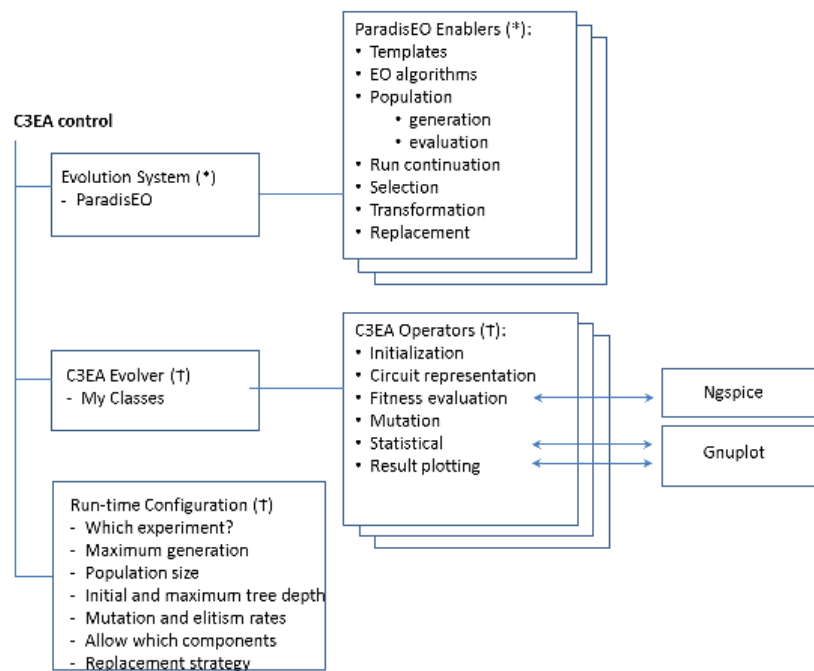 C3EA control
Evolution System (*)
- ParadisEO
ParadisEO Enablers (*):
• Templates
• EO algorithms
• Population
• generation
• evaluation
• Run continuation
• Selection
• Transformation
• Replacement
C3EA Evolver (†)
- My Classes
C3EA Operators (†):
• Initialization
• Circuit representation
• Fitness evaluation
• Mutation
• Statistical
• Result plotting
Ngspice
Gnuplot
Run-time Configuration (†)
- Which experiment?
- Maximum generation
- Population size
- Initial and maximum tree depth
- Mutation and elitism rates
- Allow which components
- Replacement strategy